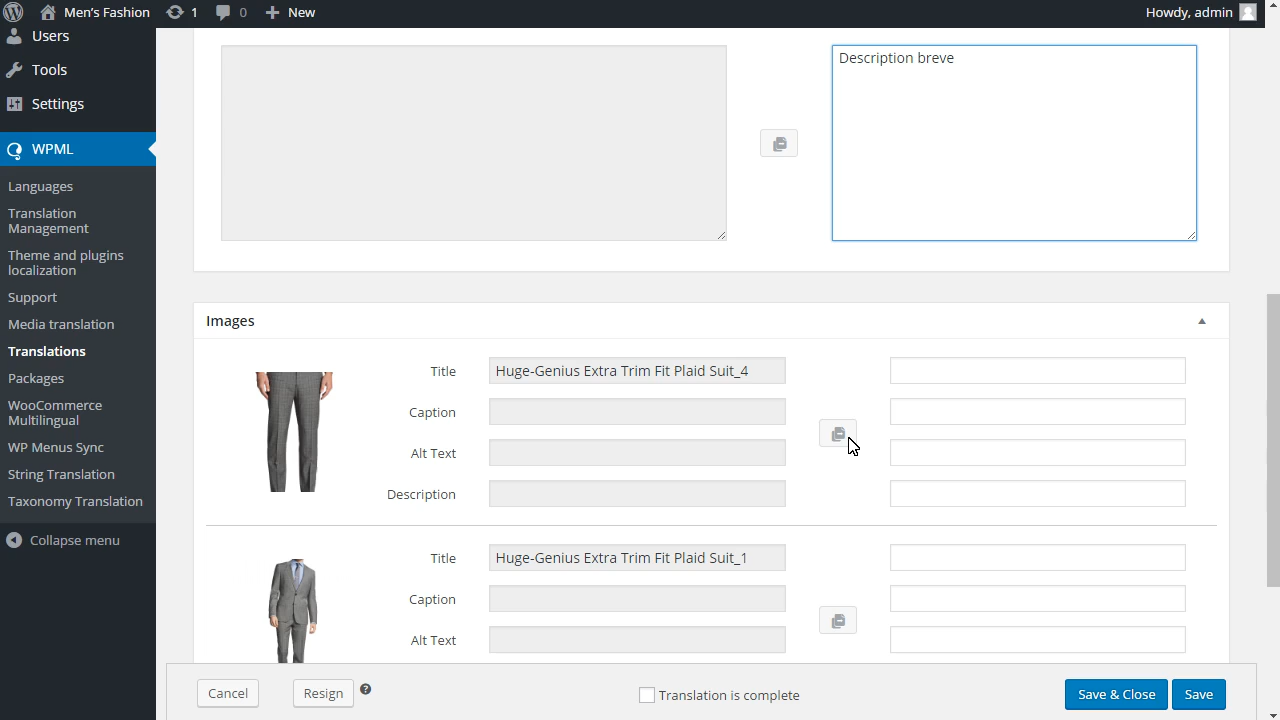 Men's Fashion
1
0
New
Howdy, admin
Users
Tools
Settings
WPML
Languages
Translation
Management
Theme and plugins
localization
Support
Media translation
Translations
Packages
WooCommerce
Multilingual
WP Menus Sync
String Translation
Taxonomy Translation
Collapse menu
Description breve
Images
Title
Huge-Genius Extra Trim Fit Plaid Suit_4
Caption
Alt Text
Description
Title
Huge-Genius Extra Trim Fit Plaid Suit_1
Caption
Alt Text
Cancel
Resign
?
Translation is complete
Save & Close
Save